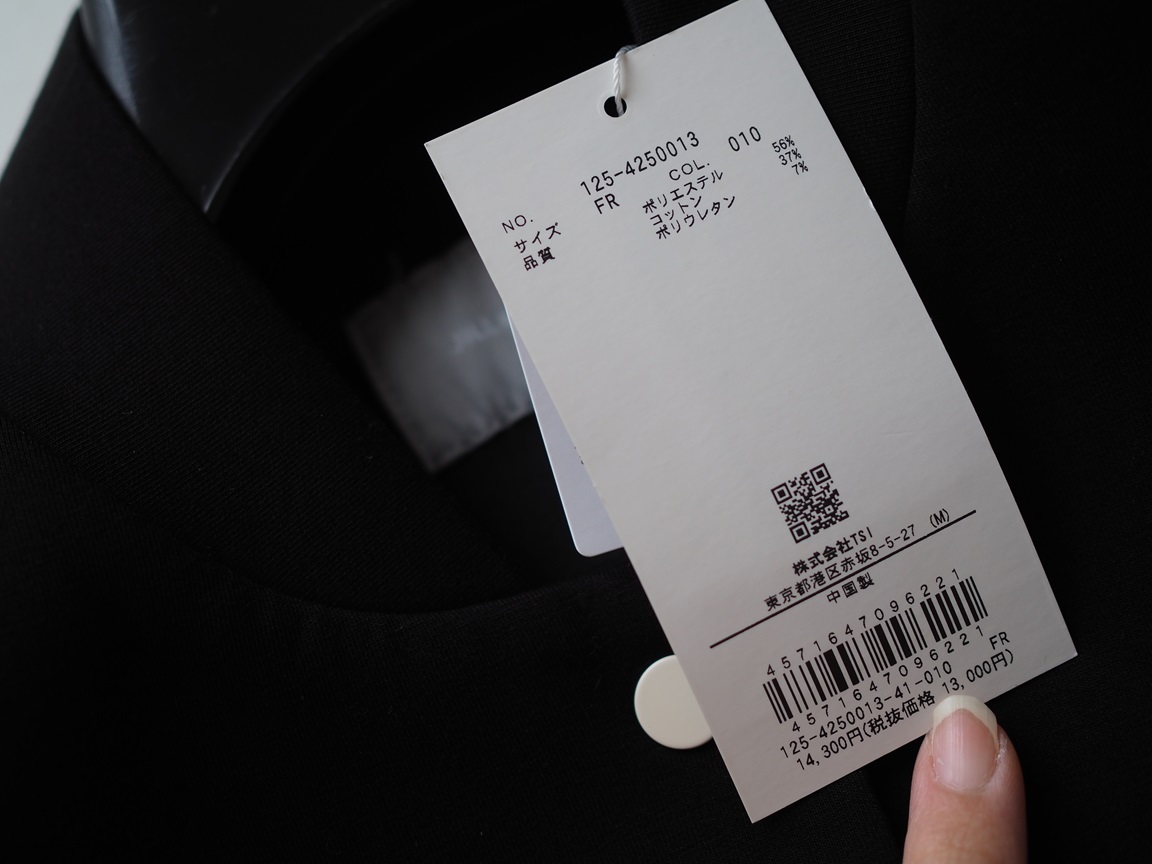 NO. 125-4250013
サイズ FR COL. 010
品質 ポリエステル 56%
コットン 37%
ポリウレタン 7%
株式会社TSI
東京都港区赤坂8-5-27 (M)
中国製
4571647096221
4571647096221
125-4250013-41-010 FR
14,300円(税抜価格 13,000円)